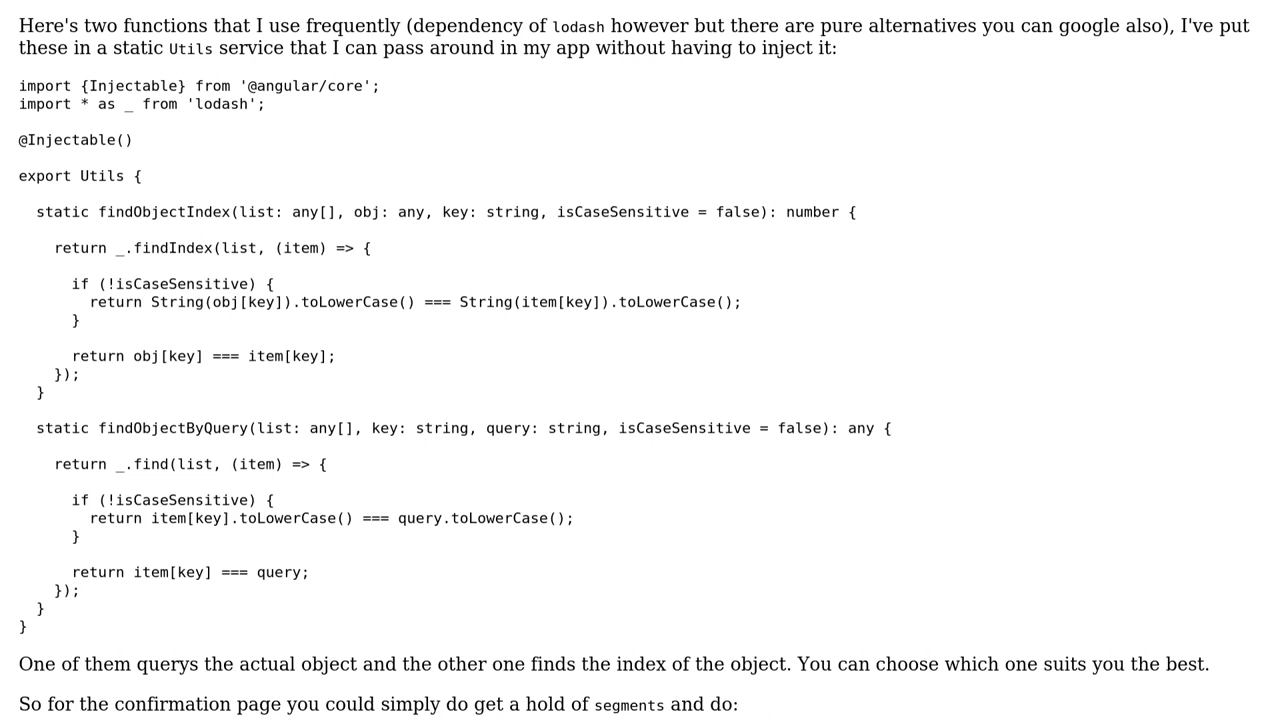 Here's two functions that I use frequently (dependency of lodash however but there are pure alternatives you can google also), I've put
these in a static Utils service that I can pass around in my app without having to inject it:
import {Injectable} from '@angular/core';
import * as _ from 'lodash';
@Injectable()
export Utils {
static findObjectIndex(list: any[], obj: any, key: string, isCaseSensitive = false): number {
return _.findIndex(list, (item) => {
if (!isCaseSensitive) {
return String(obj[key]).toLowerCase() === String(item[key]).toLowerCase();
}
return obj[key] === item[key];
});
}
static findObjectByQuery(list: any[], key: string, query: string, isCaseSensitive = false): any {
return _.find(list, (item) => {
if (!isCaseSensitive) {
return item[key].toLowerCase() === query.toLowerCase();
}
return item[key] === query;
});
}
}
One of them querys the actual object and the other one finds the index of the object. You can choose which one suits you the best.
So for the confirmation page you could simply do get a hold of segments and do: